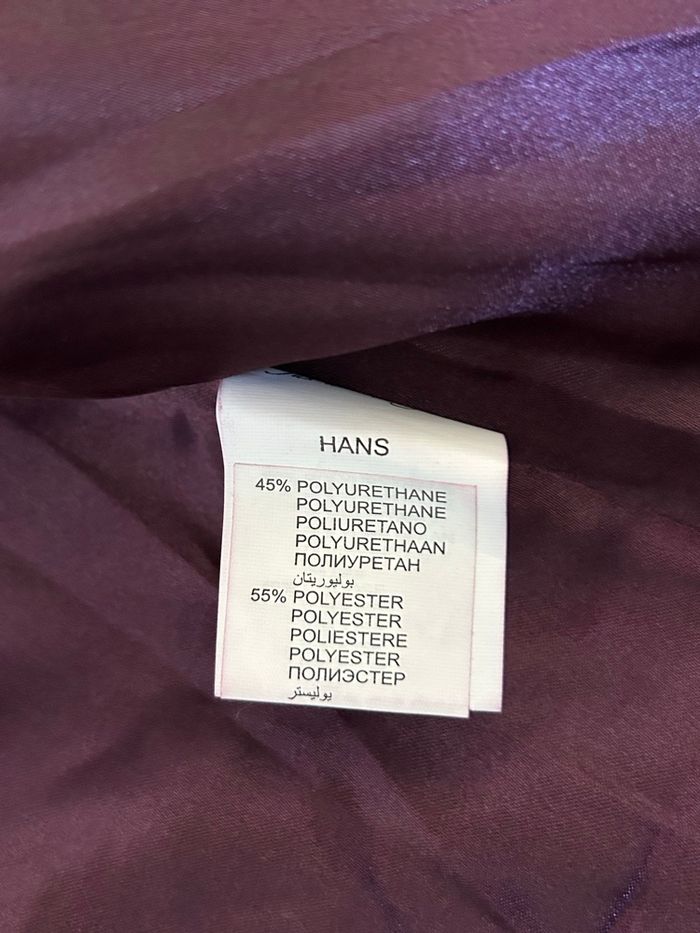 HANS
45% POLYURETHANE
POLYURETHANE
POLIURETANO
POLYURETHAAN
ПОЛИУРЕТАН
بوليوريتان
55% POLYESTER
POLYESTER
POLIESTERE
POLYESTER
ПОЛИЭСТЕР
بوليستر